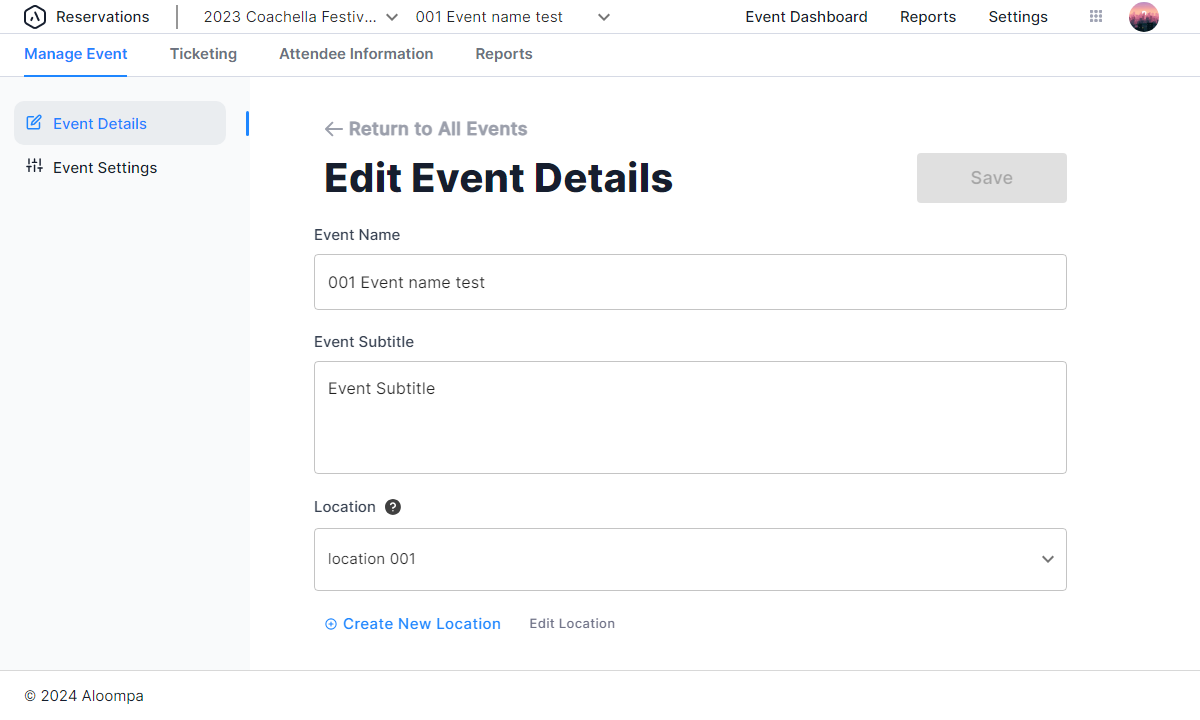 Reservations 2023 Coachella Festiv... 001 Event name test Event Dashboard Reports Settings
Manage Event Ticketing Attendee Information Reports
Event Details
Event Settings
Return to All Events
Edit Event Details
Save
Event Name
001 Event name test
Event Subtitle
Event Subtitle
Location ?
location 001
Create New Location Edit Location
© 2024 Aloompa